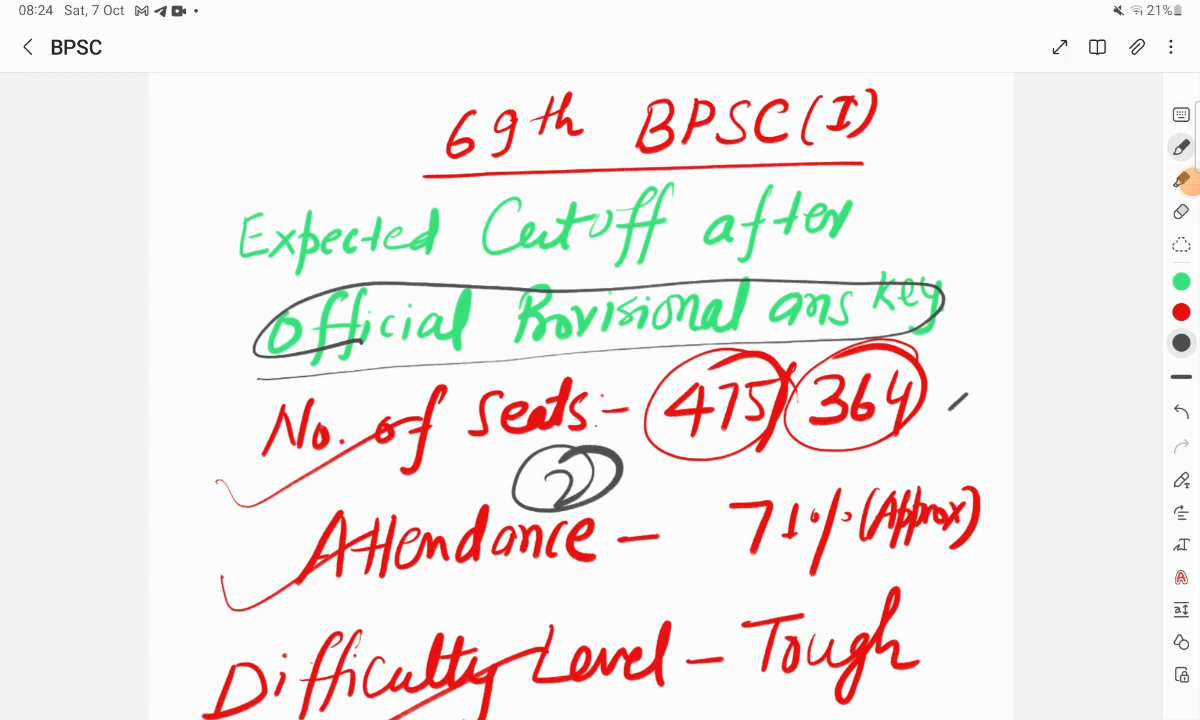 08:24 Sat, 7 Oct 21%
BPSC
69th BPSC(I)
Expected Cutoff after
Official Provisional ans key
No. of Seats:- 475/364
2
Attendance - 71% (Approx)
Difficulty Level - Tough